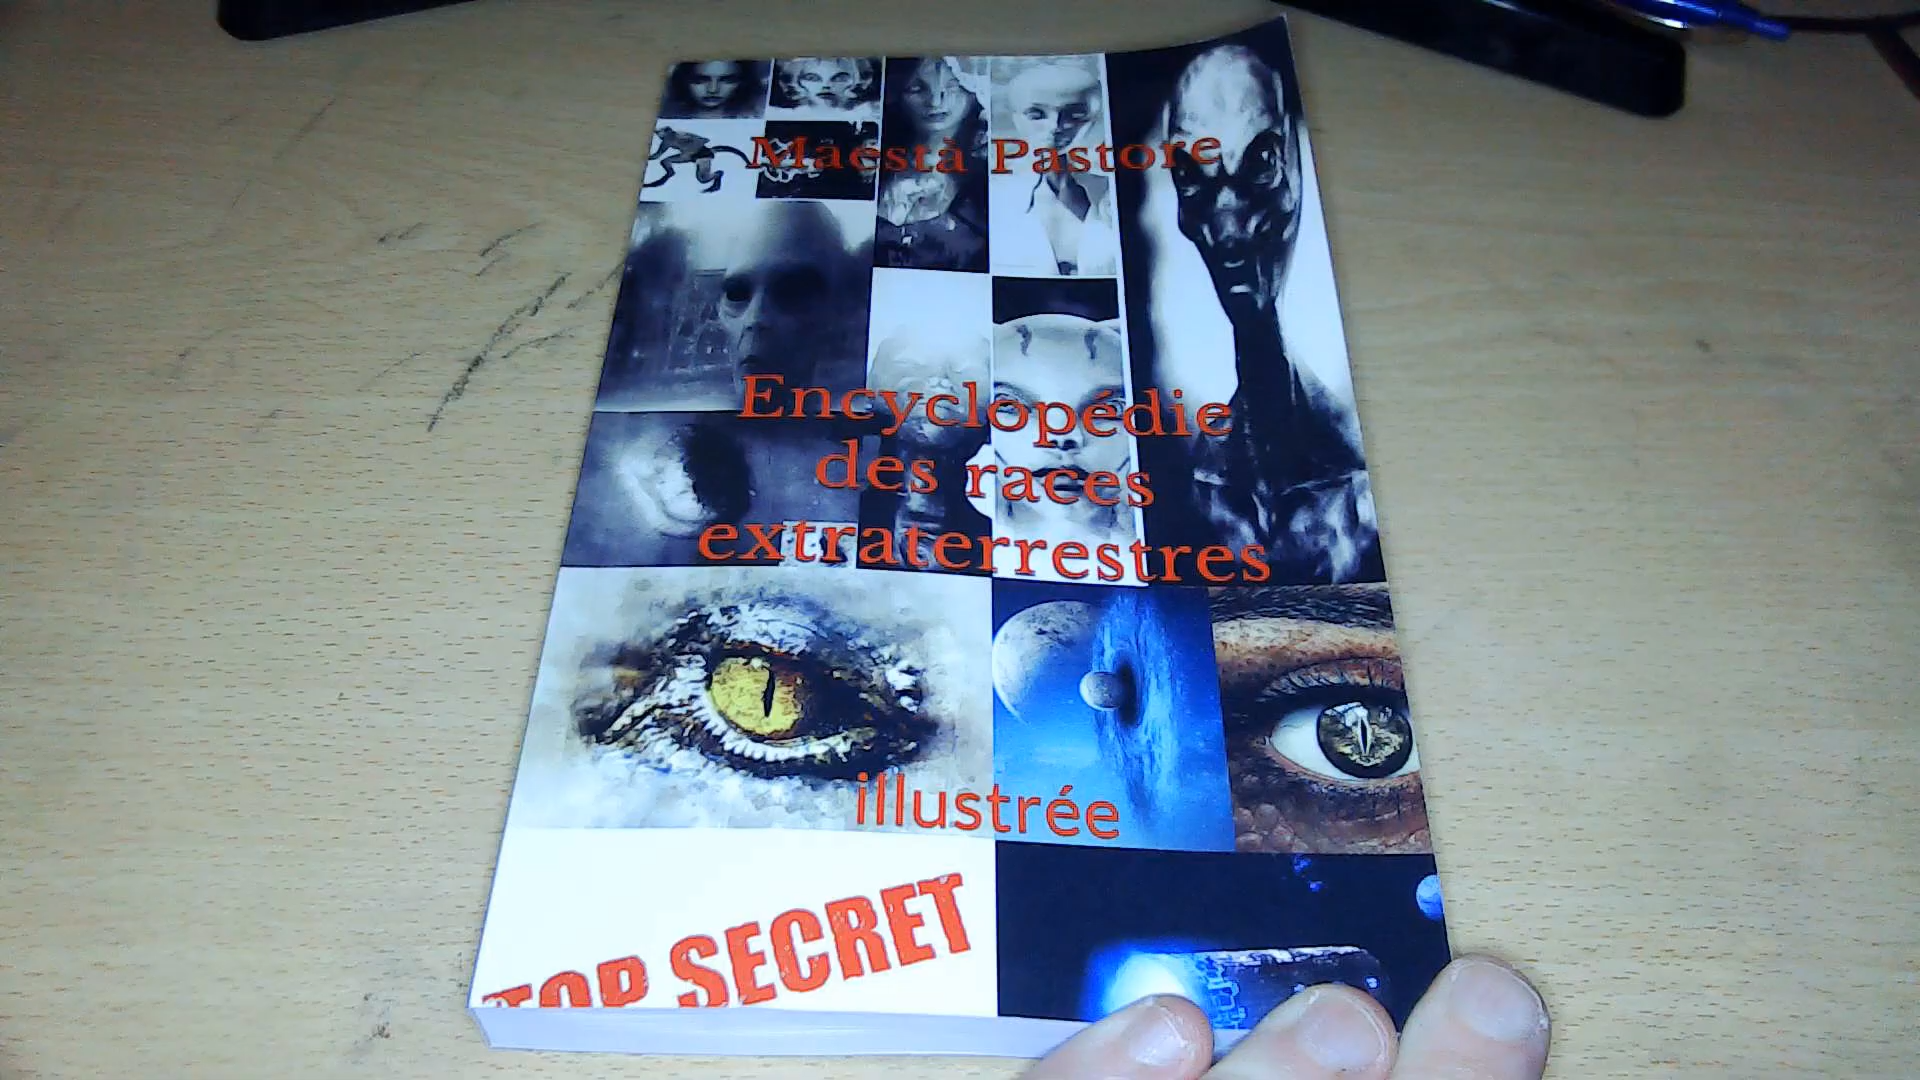 Maestà Pastore
Encyclopédie
des races
extraterrestres
illustrée
TOP SECRET